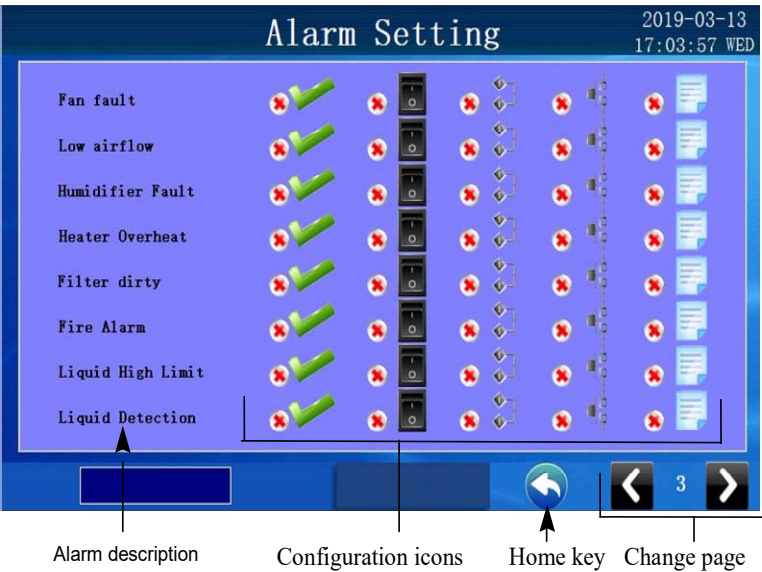 Alarm Setting
2019-03-13
17:03:57 WED
Fan fault
Low airflow
Humidifier Fault
Heater Overheat
Filter dirty
Fire Alarm
Liquid High Limit
Liquid Detection
3
Alarm description
Configuration icons
Home key
Change page